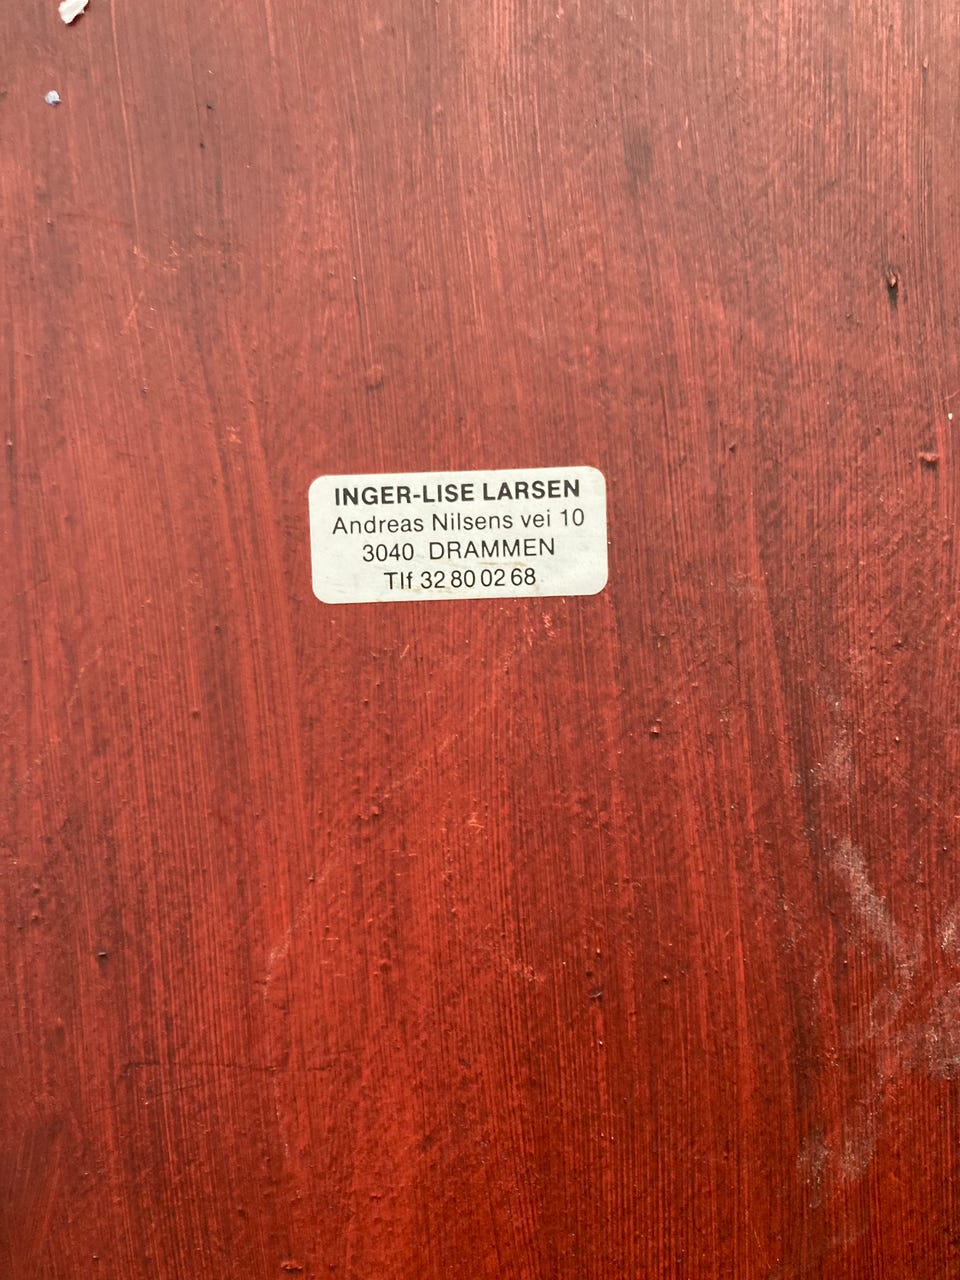 INGER-LISE LARSEN
Andreas Nilsens vei 10
3040 DRAMMEN
Tlf 32 80 02 68